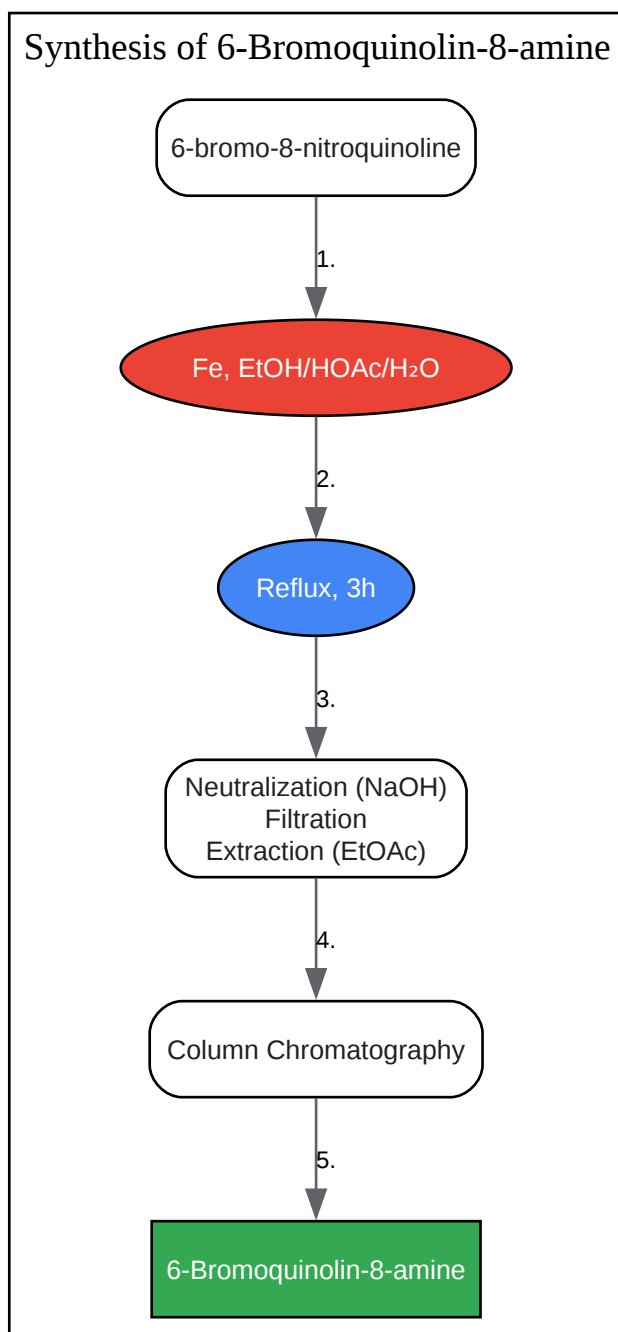 Synthesis of 6-Bromoquinolin-8-amine
6-bromo-8-nitroquinoline
1.
Fe, EtOH/HOAc/H₂O
2.
Reflux, 3h
3.
Neutralization (NaOH)
Filtration
Extraction (EtOAc)
4.
Column Chromatography
5.
6-Bromoquinolin-8-amine